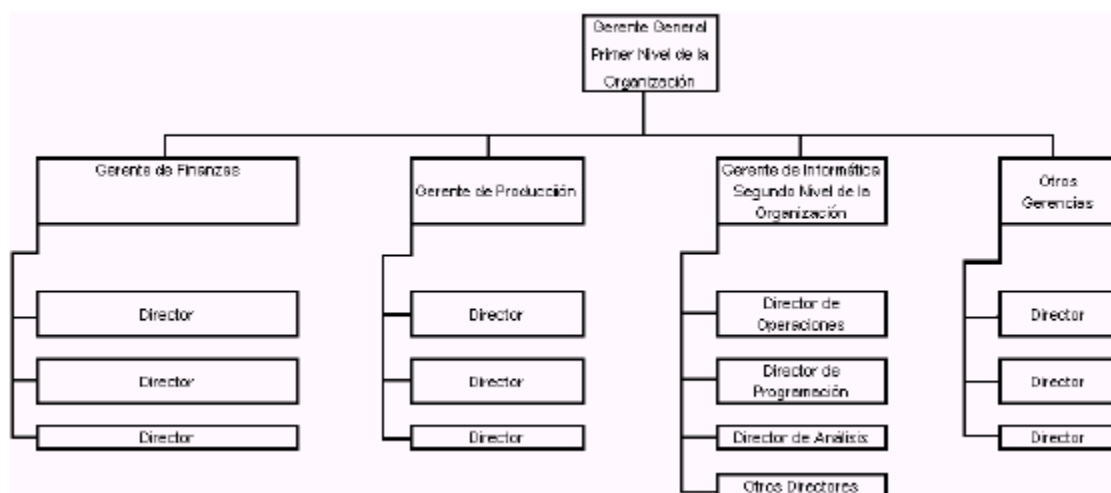 Gerente General
Primer Nivel de la
Organización
Gerente de Finanzas
Gerente de Producción
Gerente de Informática
Segundo Nivel de la
Organización
Otros
Gerencias
Director
Director
Director de
Operaciones
Director
Director
Director
Director de
Programación
Director
Director
Director
Director de Análisis
Director
Otros Directores